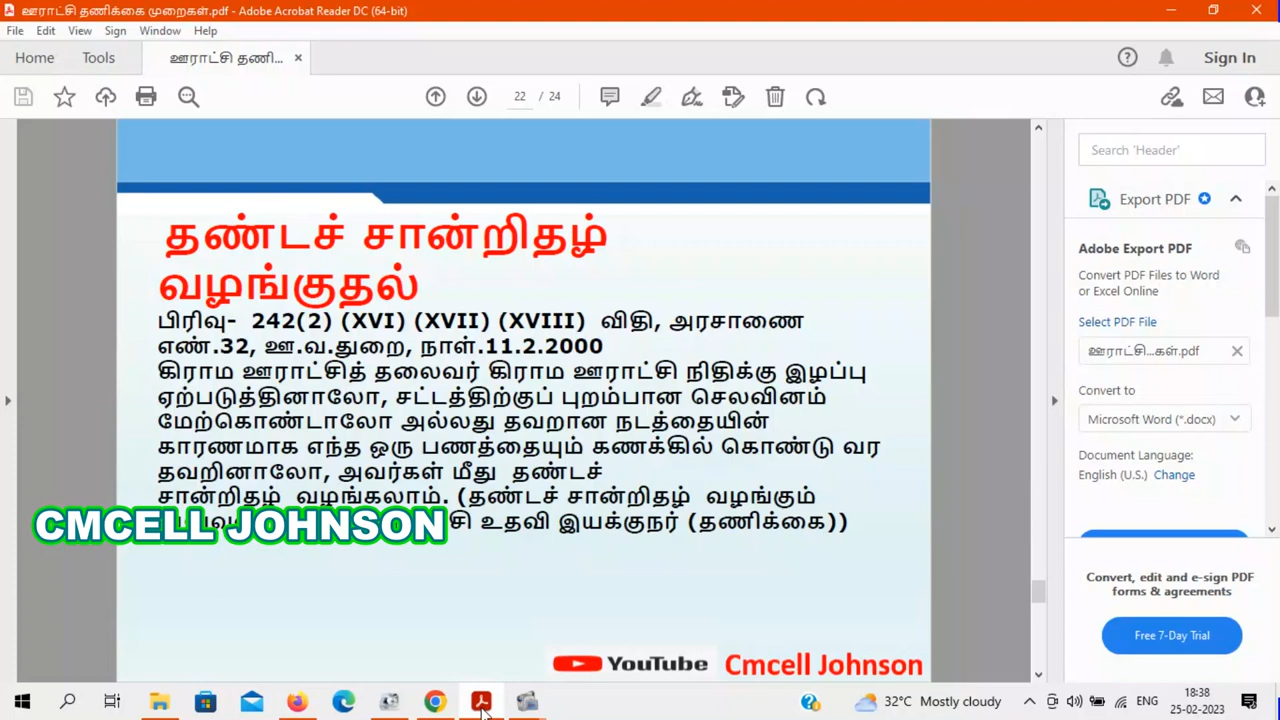 ஊராட்சி தணிக்கை முறைகள்.pdf - Adobe Acrobat Reader DC (64-bit)
File Edit View Sign Window Help
Home Tools ஊராட்சி தணி... ×
Sign In
22 / 24
Search 'Header'
Export PDF
Adobe Export PDF
Convert PDF Files to Word
or Excel Online
Select PDF File
ஊராட்சி...கள்.pdf
Convert to
Microsoft Word (*.docx)
Document Language:
English (U.S.) Change
Convert, edit and e-sign PDF
forms & agreements
Free 7-Day Trial
தண்டச் சான்றிதழ்
வழங்குதல்
பிரிவு- 242(2) (XVI) (XVII) (XVIII) விதி, அரசாணை
எண்.32, ஊ.வ.துறை, நாள்.11.2.2000
கிராம ஊராட்சித் தலைவர் கிராம ஊராட்சி நிதிக்கு இழப்பு
ஏற்படுத்தினாலோ, சட்டத்திற்குப் புறம்பான செலவினம்
மேற்கொண்டாலோ அல்லது தவறான நடத்தையின்
காரணமாக எந்த ஒரு பணத்தையும் கணக்கில் கொண்டு வர
தவறினாலோ, அவர்கள் மீது தண்டச்
சான்றிதழ் வழங்கலாம். (தண்டச் சான்றிதழ் வழங்கும்
உதவி இயக்குநர் (தணிக்கை))
CMCELL JOHNSON
YouTube Cmcell Johnson
32°C Mostly cloudy ENG 18:38
25-02-2023